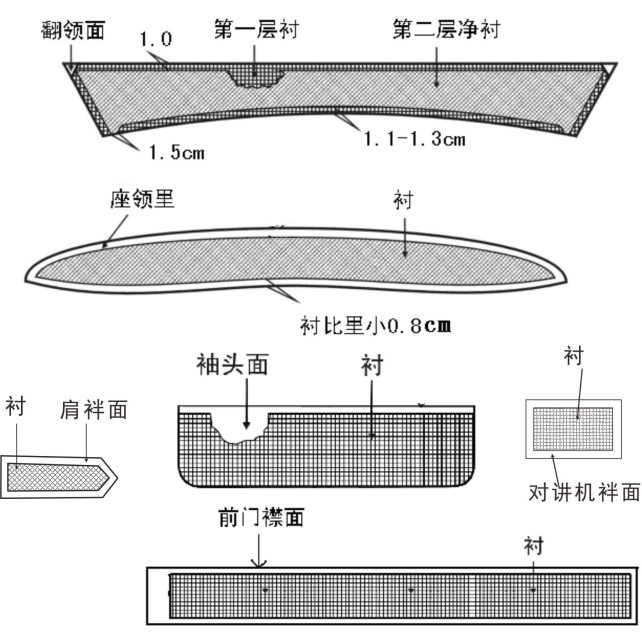 翻领面
1.0
第一层衬
第二层净衬
1.5cm
1.1-1.3cm
座领里
衬
衬比里小0.8cm
袖头面
衬
衬
衬
肩袢面
对讲机袢面
前门襟面
衬